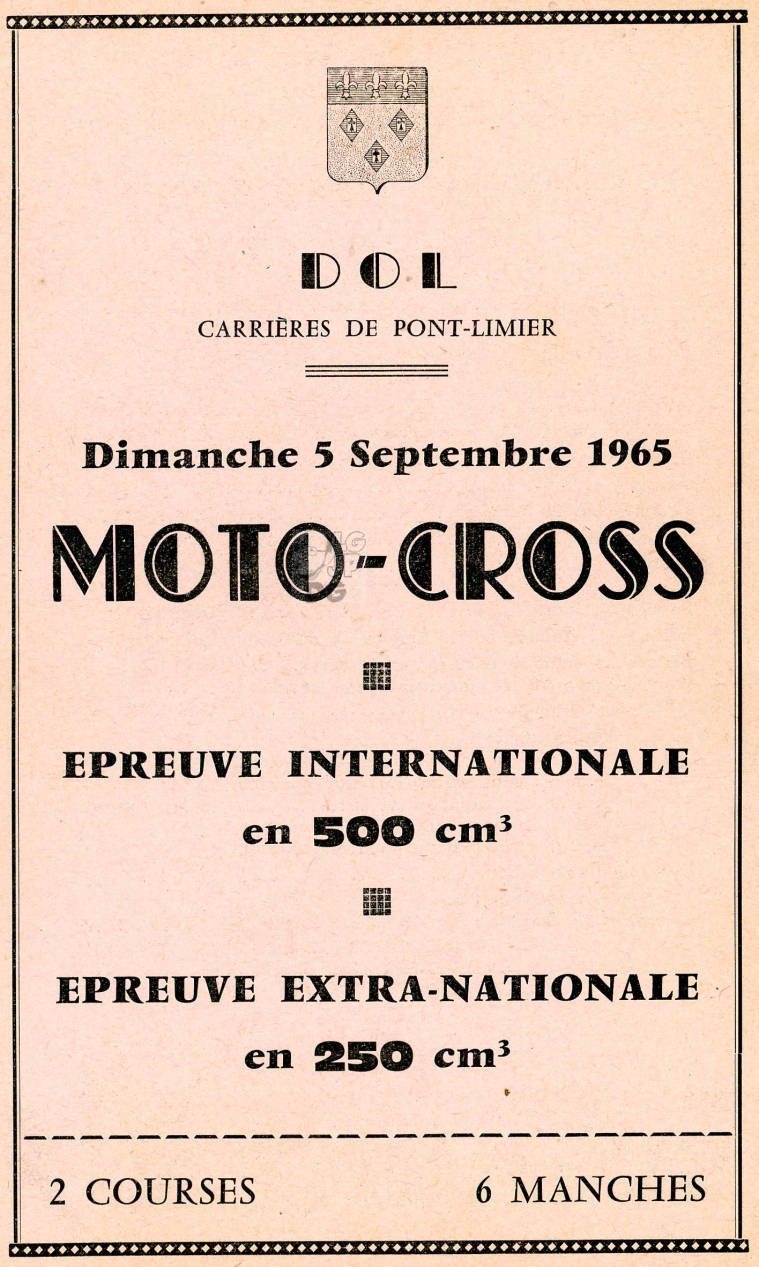 DOL
CARRIÈRES DE PONT-LIMIER
Dimanche 5 Septembre 1965
MOTO-CROSS
EPREUVE INTERNATIONALE
en 500 cm³
EPREUVE EXTRA-NATIONALE
en 250 cm³
2 COURSES 6 MANCHES